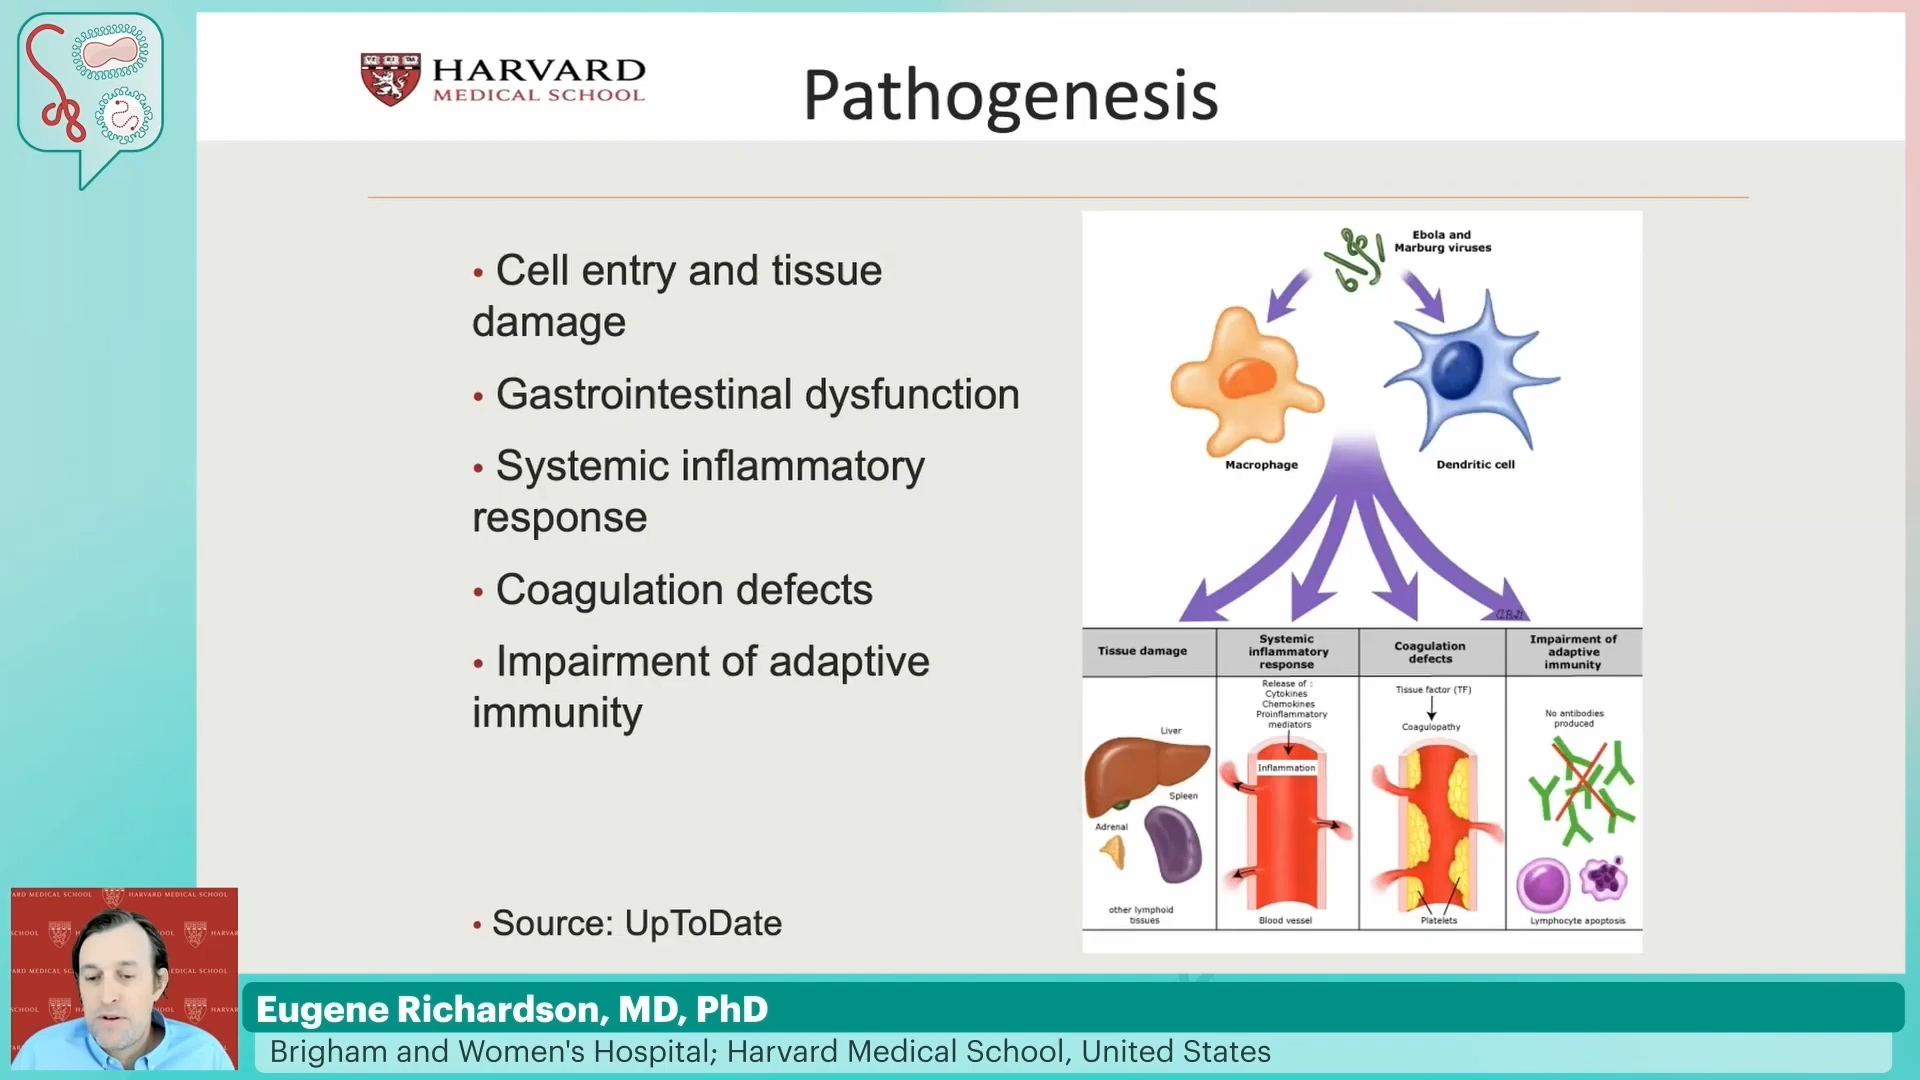 HARVARD
MEDICAL SCHOOL
Pathogenesis
• Cell entry and tissue
damage
• Gastrointestinal dysfunction
• Systemic inflammatory
response
• Coagulation defects
• Impairment of adaptive
immunity
• Source: UpToDate
Ebola and
Marburg viruses
Macrophage
Dendritic cell
Tissue damage
Systemic
inflammatory
response
Coagulation
defects
Impairment of
adaptive
immunity
Liver
Spleen
Adrenal
other lymphoid
tissues
Release of :
Cytokines
Chemokines
Proinflammatory
mediators
Inflammation
Blood vessel
Tissue factor (TF)
Coagulopathy
Platelets
No antibodies
produced
Lymphocyte apoptosis
HARVARD MEDICAL SCHOOL
Eugene Richardson, MD, PhD
Brigham and Women's Hospital; Harvard Medical School, United States